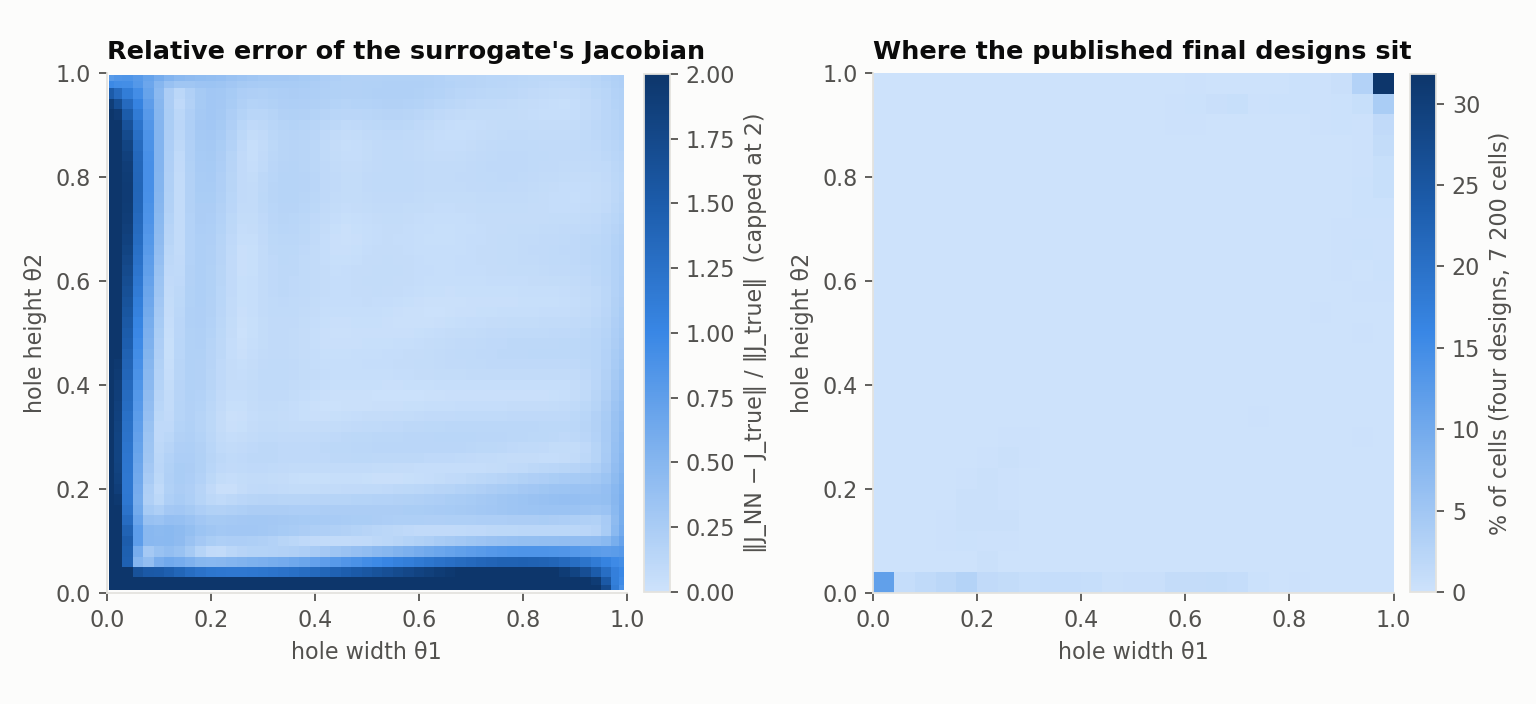 Relative error of the surrogate's Jacobian
hole height θ2
1.0
0.8
0.6
0.4
0.2
0.0
0.0 0.2 0.4 0.6 0.8 1.0
hole width θ1
2.00
1.75
1.50
1.25
1.00
0.75
0.50
0.25
0.00
‖J_NN − J_true‖ / ‖J_true‖ (capped at 2)
Where the published final designs sit
hole height θ2
1.0
0.8
0.6
0.4
0.2
0.0
0.0 0.2 0.4 0.6 0.8 1.0
hole width θ1
30
25
20
15
10
5
0
% of cells (four designs, 7 200 cells)